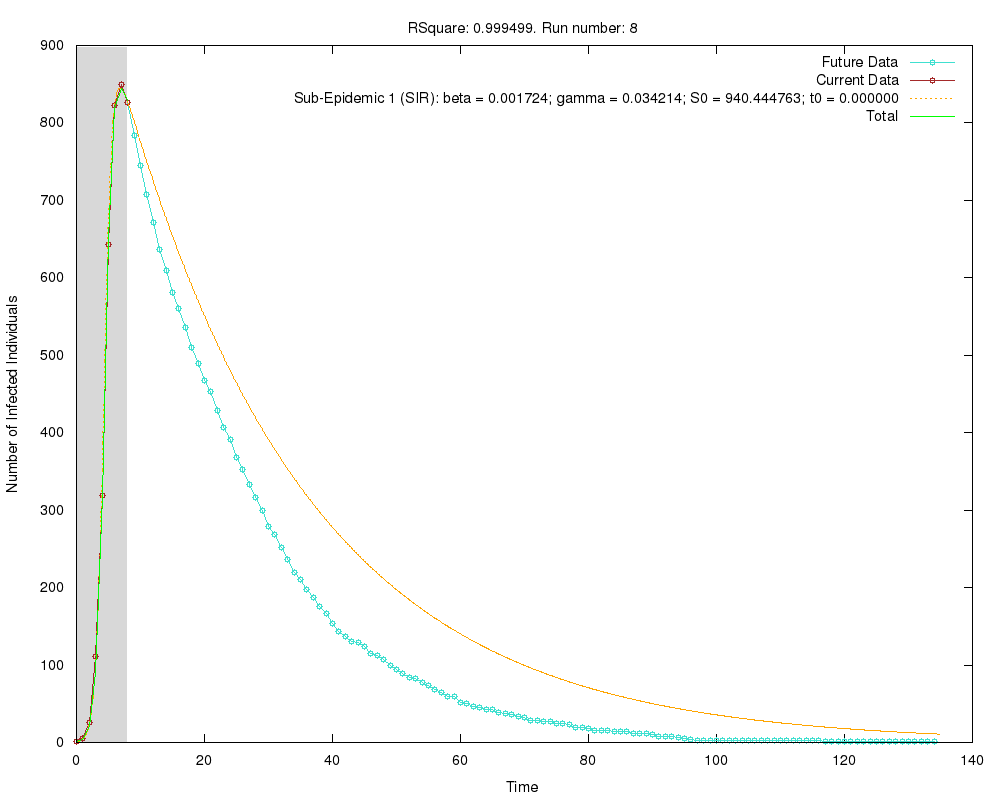 RSquare: 0.999499. Run number: 8
Future Data
Current Data
Sub-Epidemic 1 (SIR): beta = 0.001724; gamma = 0.034214; S0 = 940.444763; t0 = 0.000000
Total
900
800
700
600
500
400
300
200
100
0
Number of Infected Individuals
0 20 40 60 80 100 120 140
Time